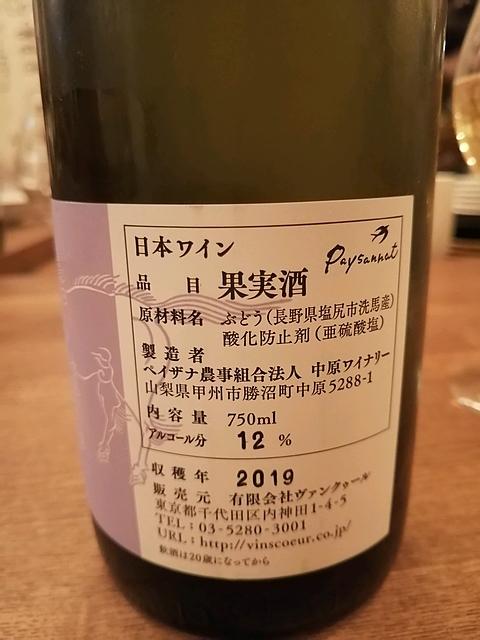 日本ワイン
Paysannat
品目 果実酒
原材料名 ぶどう(長野県塩尻市洗馬産)
酸化防止剤(亜硫酸塩)
製造者
ペイザナ農事組合法人 中原ワイナリー
山梨県甲州市勝沼町中原5288-1
内容量 750ml
アルコール分 12 %
収穫年 2019
販売元 有限会社ヴァンクゥール
東京都千代田区内神田1-4-5
TEL:03-5280-3001
URL:http://vinscoeur.co.jp/
飲酒は20歳になってから